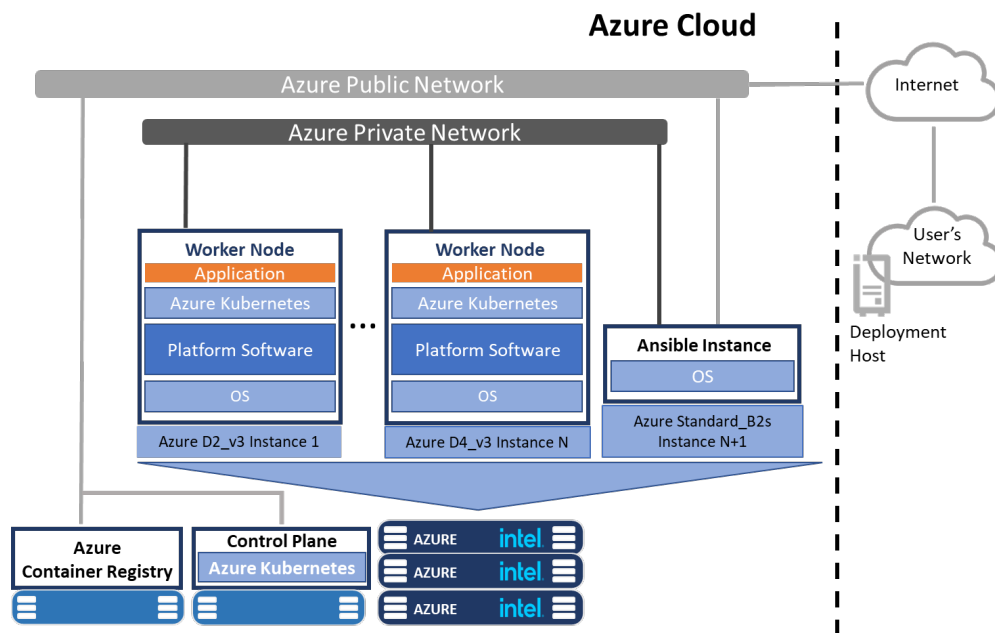 Azure Cloud
Azure Public Network
Internet
Azure Private Network
User's
Network
Deployment
Host
Worker Node
Application
Azure Kubernetes
Platform Software
OS
Azure D2_v3 Instance 1
...
Worker Node
Application
Azure Kubernetes
Platform Software
OS
Azure D4_v3 Instance N
Ansible Instance
OS
Azure Standard_B2s
Instance N+1
Azure
Container Registry
Control Plane
Azure Kubernetes
AZURE intel.
AZURE intel.
AZURE intel.